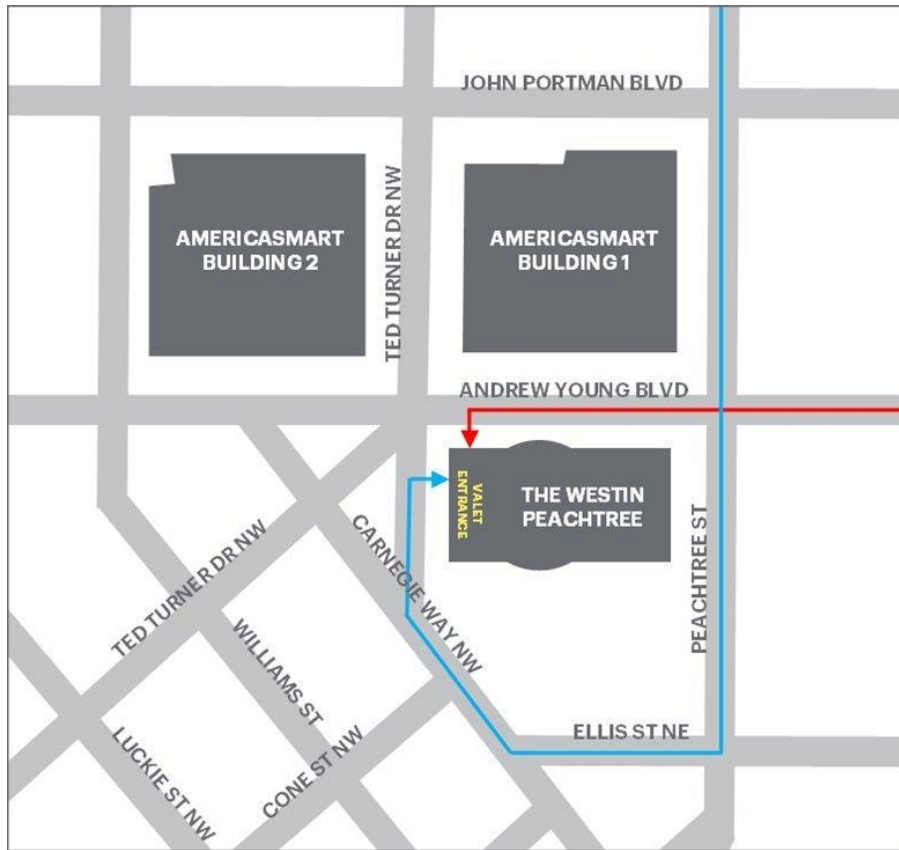 JOHN PORTMAN BLVD
TED TURNER DR NW
AMERICASMART
BUILDING 2
AMERICASMART
BUILDING 1
ANDREW YOUNG BLVD
VALET
ENTRANCE
THE WESTIN
PEACHTREE
CARNEGIE WAY NW
PEACHTREE ST
TED TURNER DR NW
WILLIAMS ST
LUCKIE ST NW
CONE ST NW
ELLIS ST NE